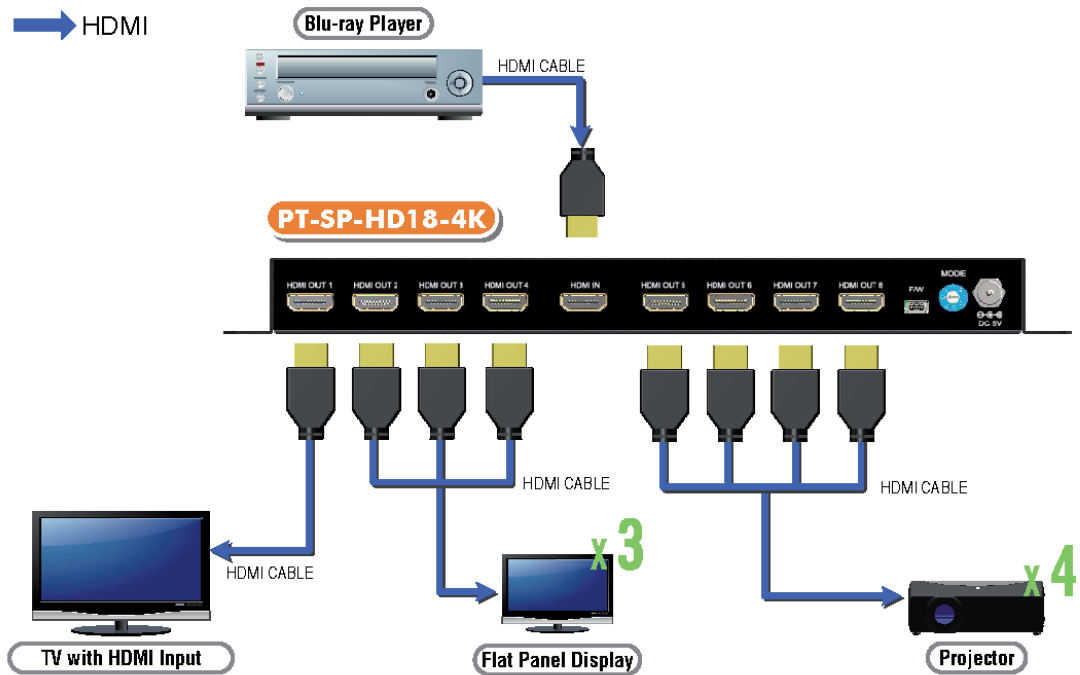 HDMI
Blu-ray Player
HDMI CABLE
PT-SP-HD18-4K
HDMI OUT 1
HDMI OUT 2
HDMI OUT 3
HDMI OUT 4
HDMI IN
HDMI OUT 5
HDMI OUT 6
HDMI OUT 7
HDMI OUT 8
F/W
MODE
DC 5V
HDMI CABLE
HDMI CABLE
HDMI CABLE
x 3
x 4
TV with HDMI Input
Flat Panel Display
Projector